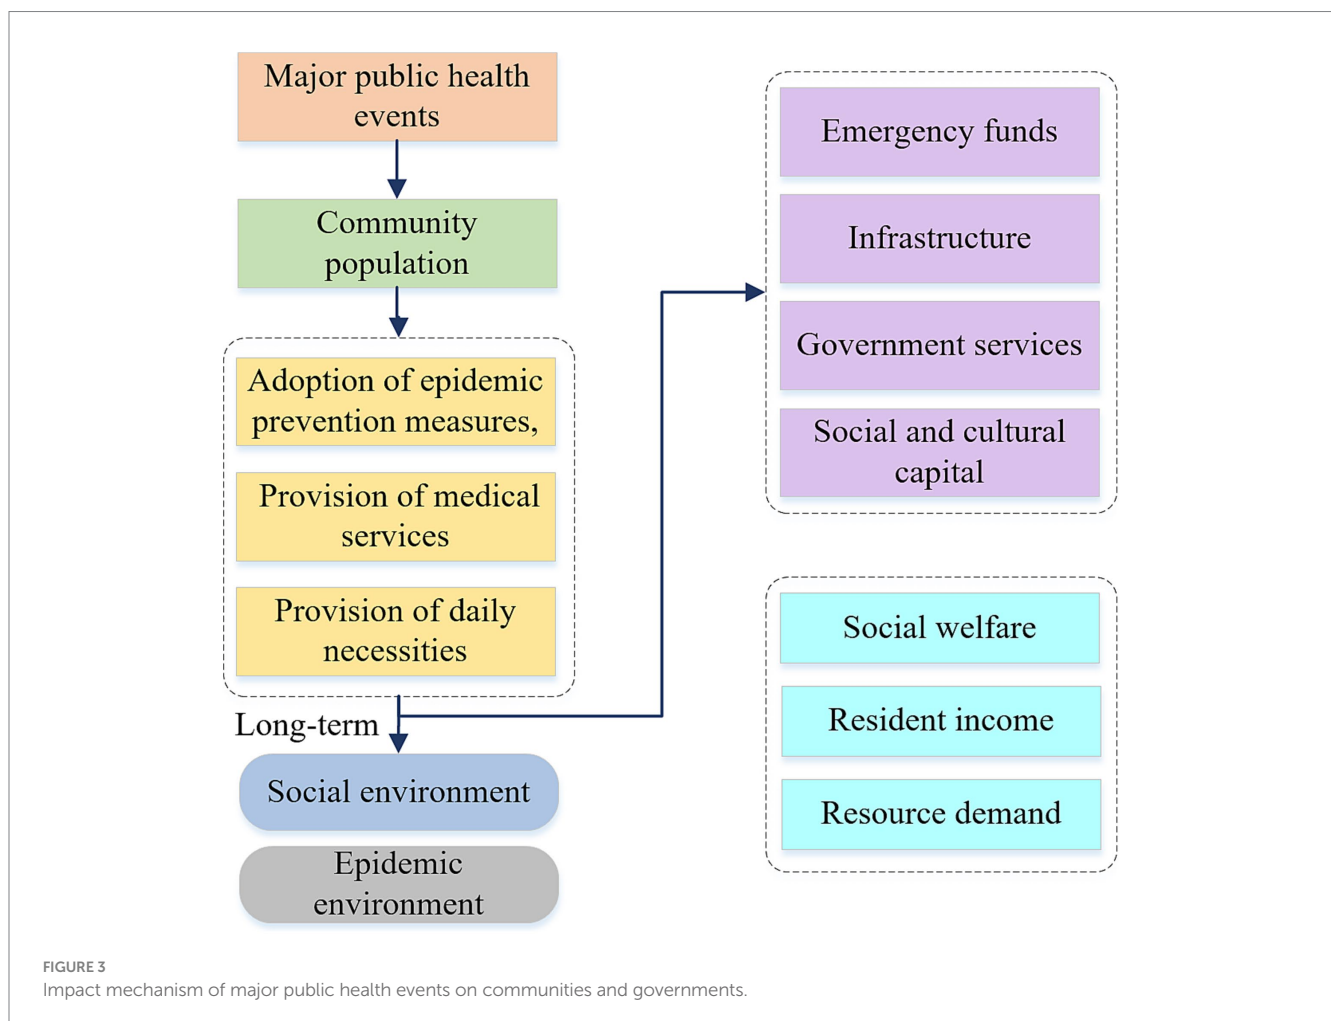 Major public health
events
Community
population
Adoption of epidemic
prevention measures,
Provision of medical
services
Provision of daily
necessities
Long-term
Social environment
Epidemic
environment
Emergency funds
Infrastructure
Government services
Social and cultural
capital
Social welfare
Resident income
Resource demand
FIGURE 3
Impact mechanism of major public health events on communities and governments.